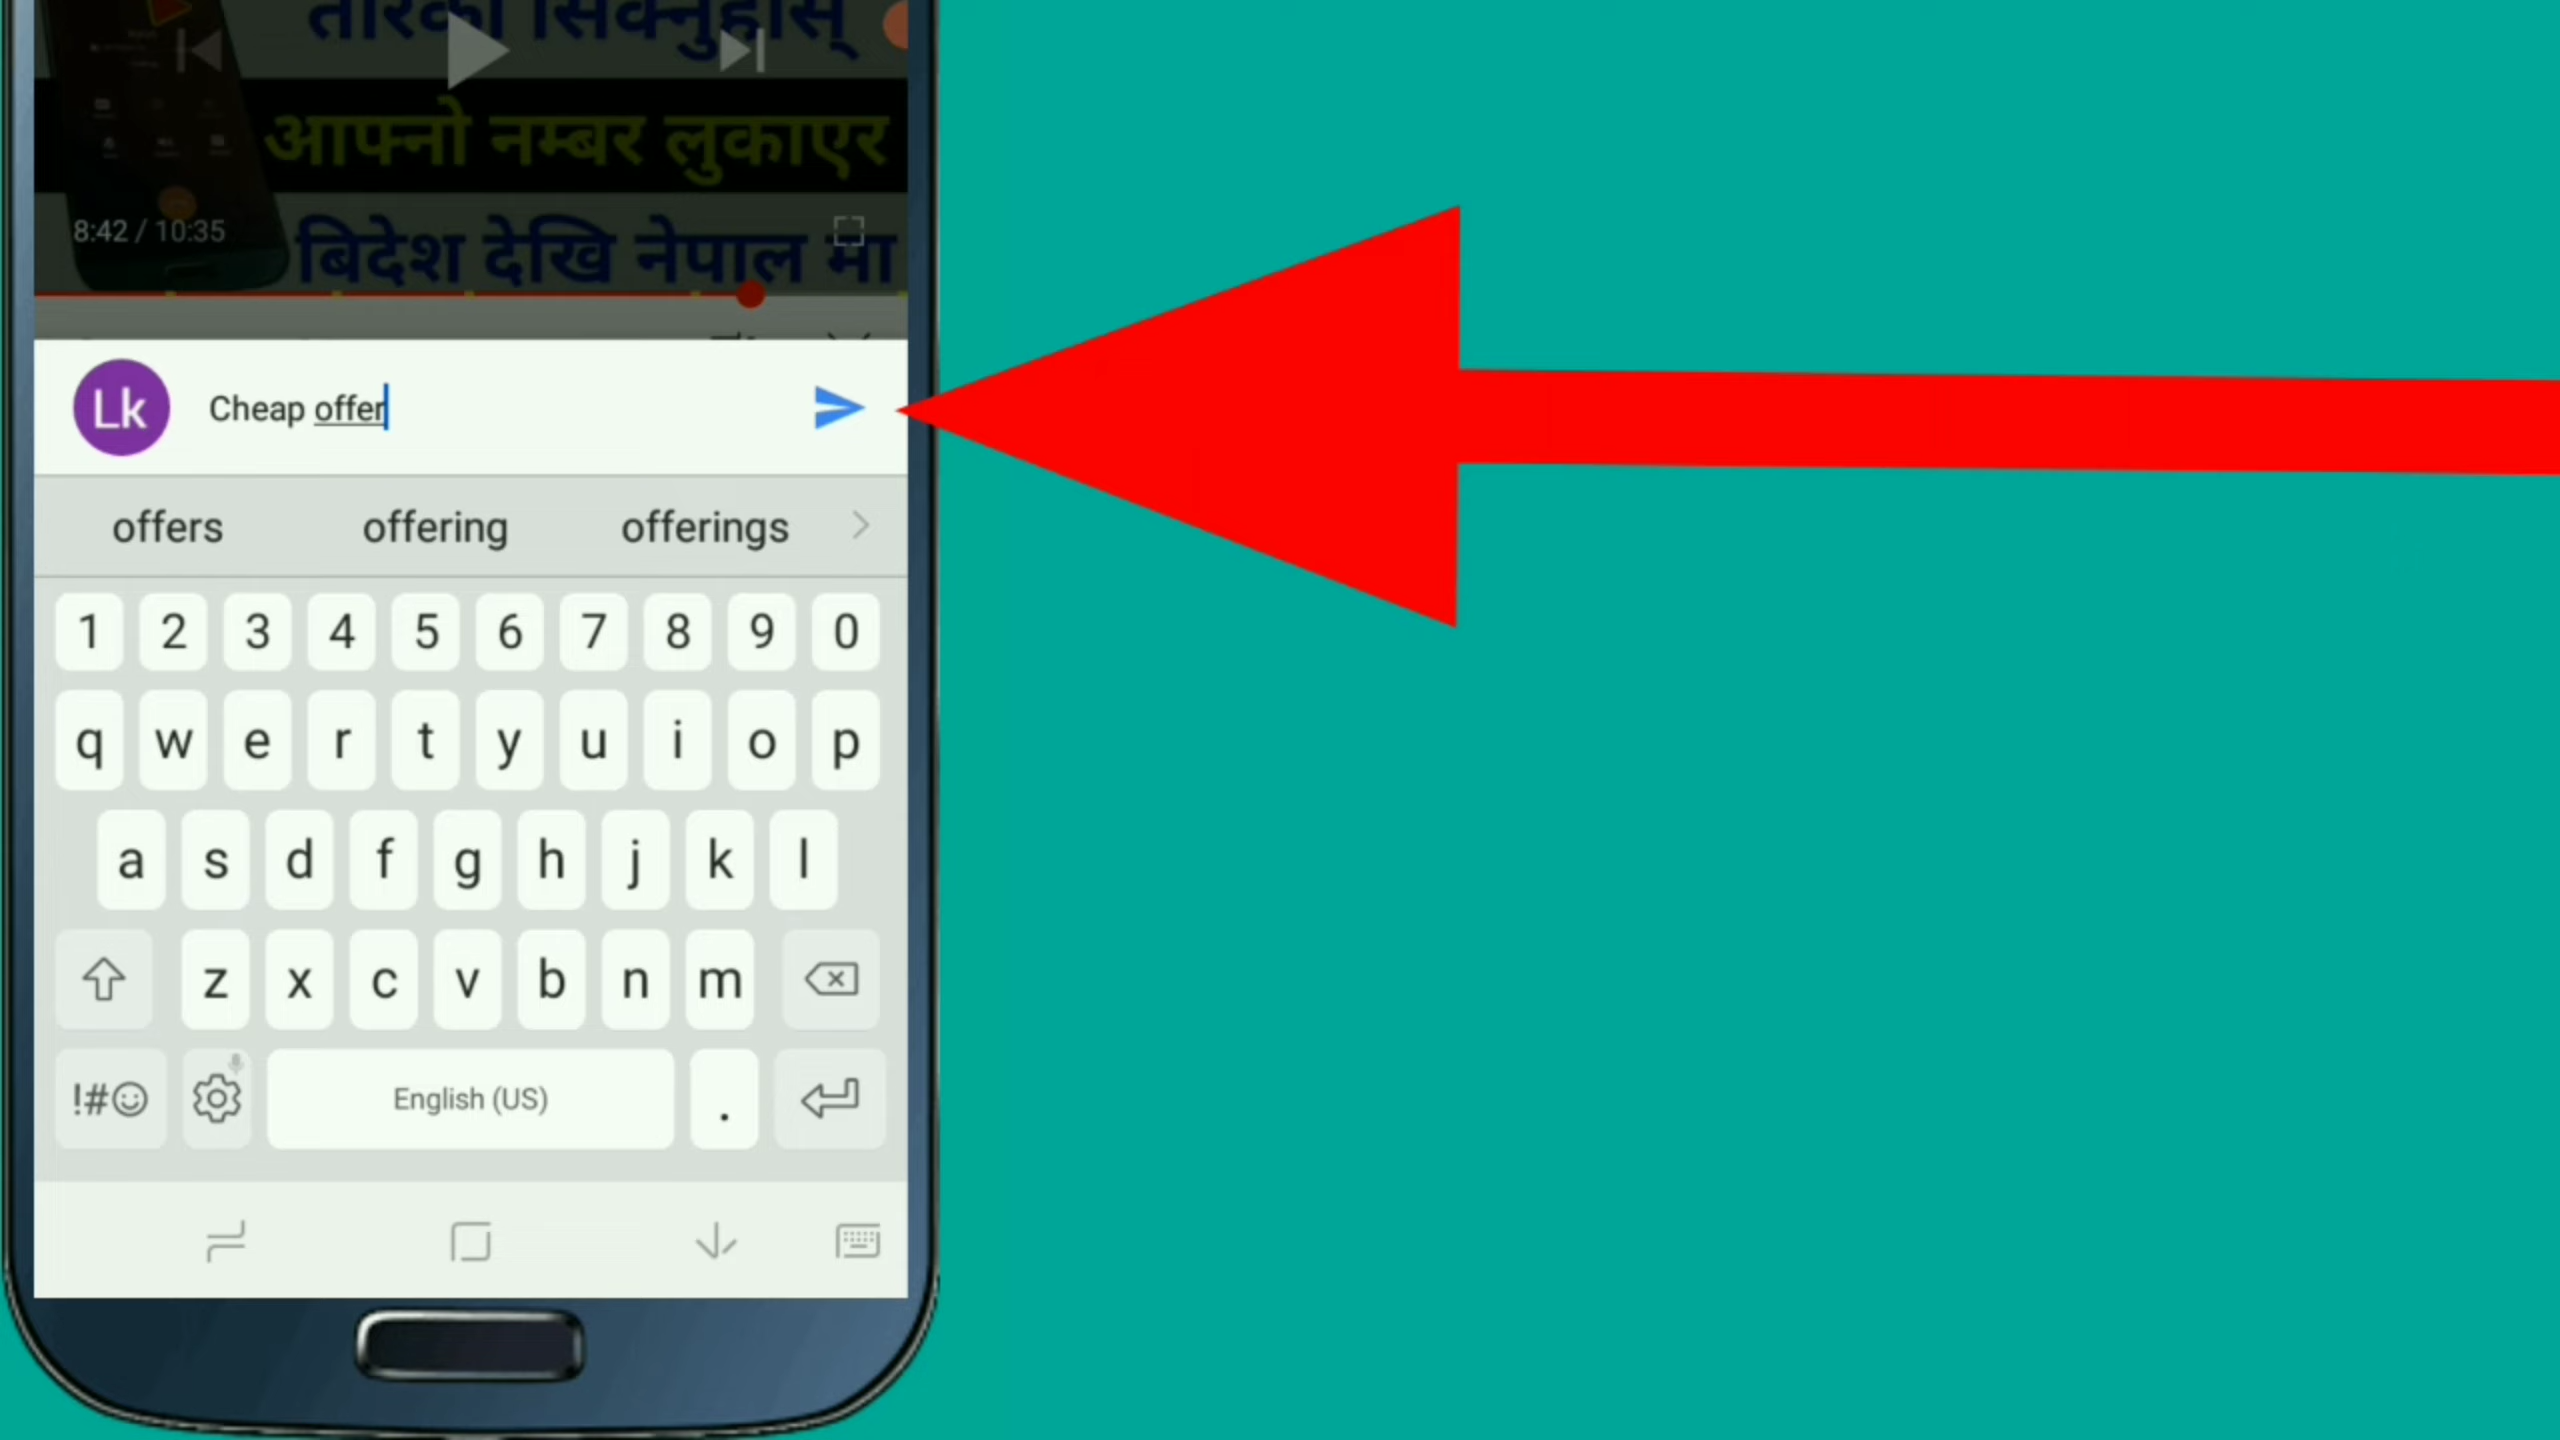 तरिका सिक्नुहोस्
आफ्नो नम्बर लुकाएर
8:42 / 10:35
बिदेश देखि नेपाल मा
Lk Cheap offer
offers offering offerings
1 2 3 4 5 6 7 8 9 0
q w e r t y u i o p
a s d f g h j k l
z x c v b n m
!#☺ English (US) .